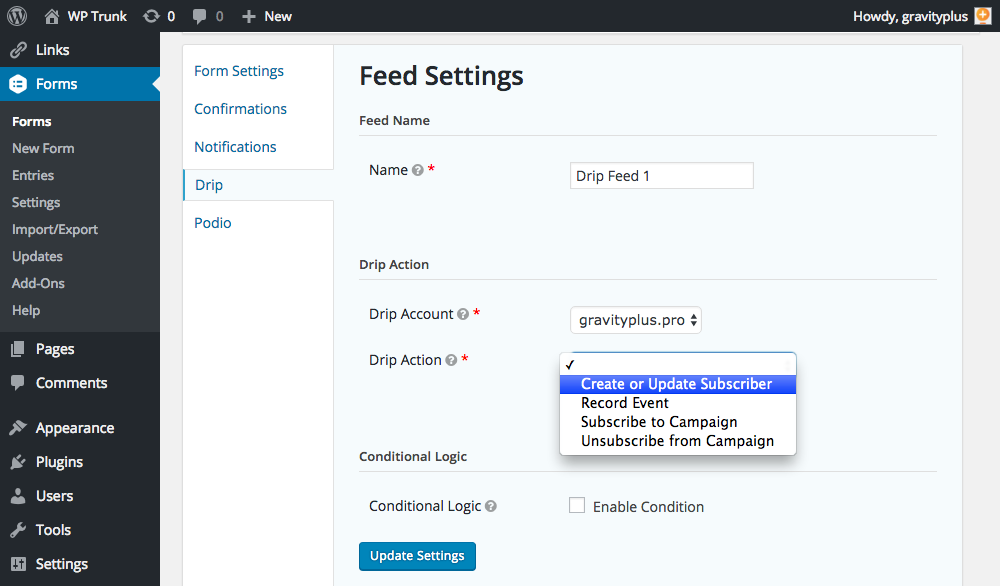 WP Trunk 0 0 New Howdy, gravityplus
Links
Forms
Forms
New Form
Entries
Settings
Import/Export
Updates
Add-Ons
Help
Pages
Comments
Appearance
Plugins
Users
Tools
Settings
Form Settings
Confirmations
Notifications
Drip
Podio
Feed Settings
Feed Name
Name ? * Drip Feed 1
Drip Action
Drip Account ? * gravityplus.pro
Drip Action ? * ✓
Create or Update Subscriber
Record Event
Subscribe to Campaign
Unsubscribe from Campaign
Conditional Logic
Conditional Logic ? Enable Condition
Update Settings